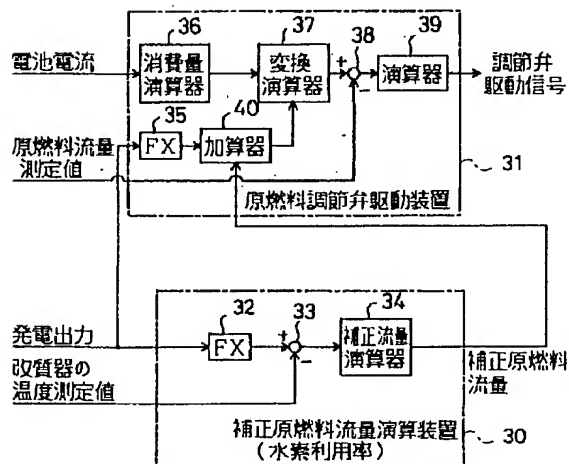 36
37
38
39
電池電流
消費量
演算器
変換
演算器
+
-
演算器
調節弁
駆動信号
35
40
原燃料流量
測定値
FX
加算器
31
原燃料調節弁駆動装置
発電出力
32
33
34
FX
+
-
補正流量
演算器
改質器の
温度測定値
補正原燃料
流量
補正原燃料流量演算装置
(水素利用率)
30